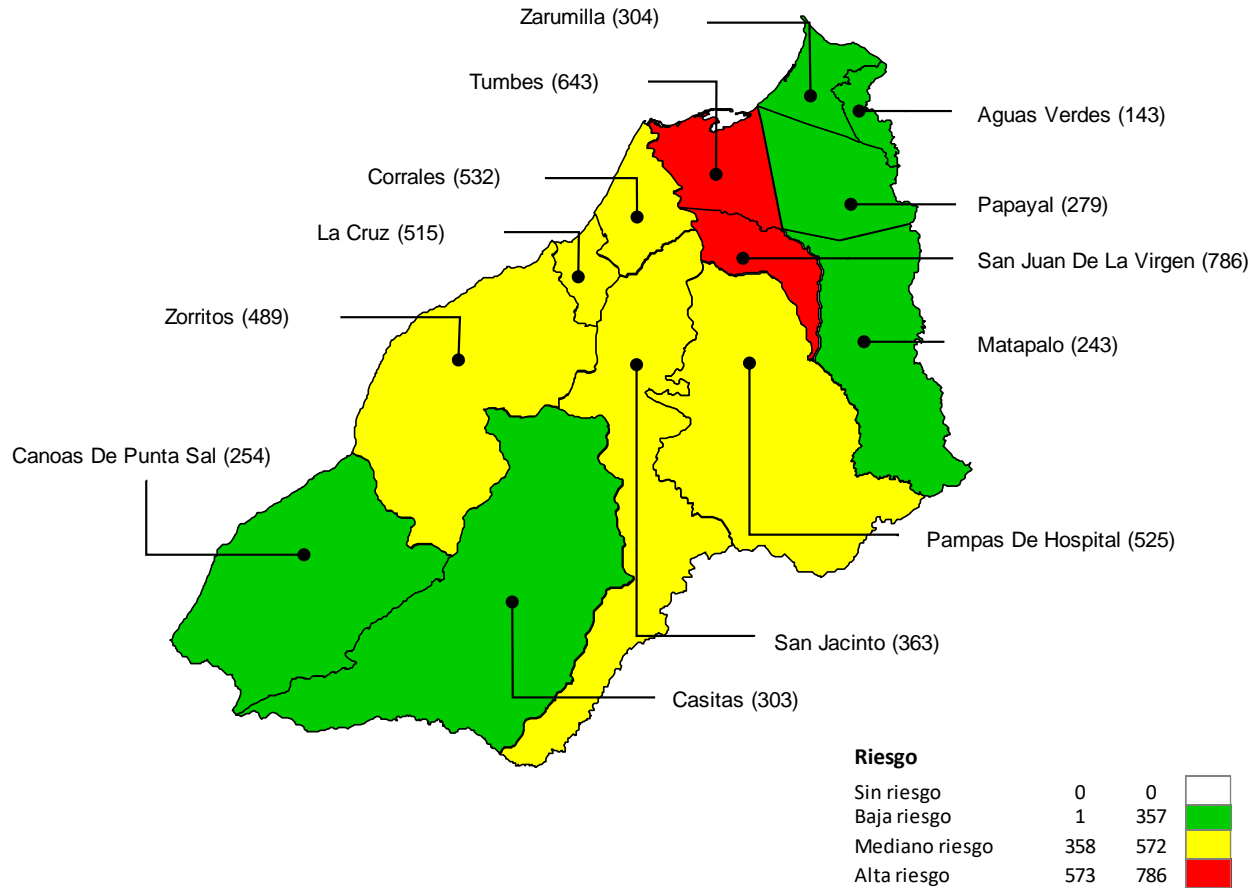 Zarumilla (304)
Tumbes (643)
Aguas Verdes (143)
Corrales (532)
Papayal (279)
La Cruz (515)
San Juan De La Virgen (786)
Zorritos (489)
Matapalo (243)
Canoas De Punta Sal (254)
Pampas De Hospital (525)
San Jacinto (363)
Casitas (303)
Riesgo
Sin riesgo 0 0
Baja riesgo 1 357
Mediano riesgo 358 572
Alta riesgo 573 786